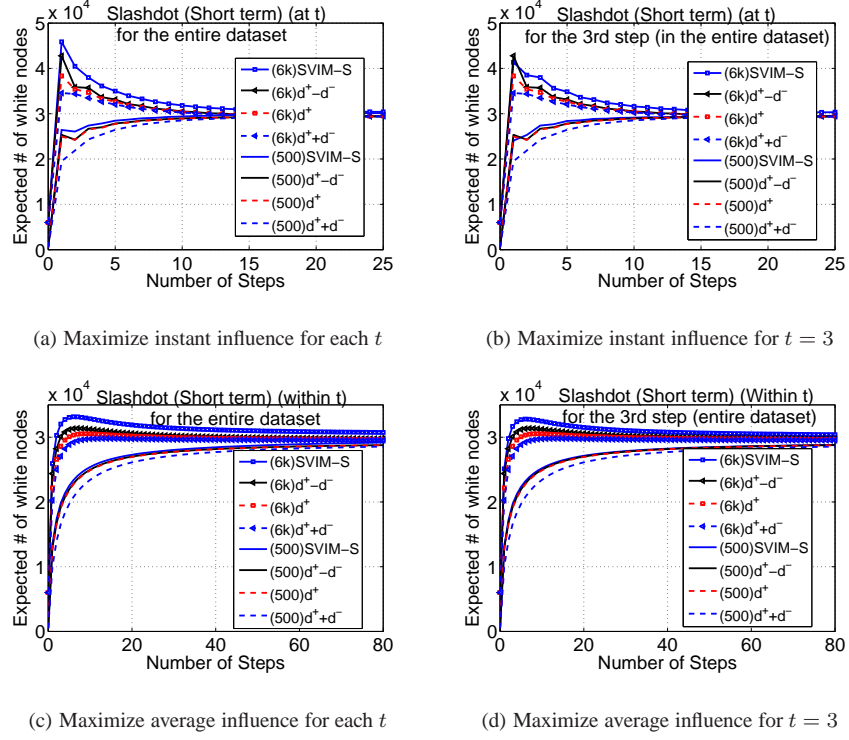 Slashdot (Short term) (at t)
for the entire dataset
x 10⁴
Expected # of white nodes
5
4
3
2
1
0
0 5 10 15 20 25
Number of Steps
(6k)SVIM−S
(6k)d⁺−d⁻
(6k)d⁺
(6k)d⁺+d⁻
(500)SVIM−S
(500)d⁺−d⁻
(500)d⁺
(500)d⁺+d⁻
(a) Maximize instant influence for each t
Slashdot (Short term) (at t)
for the 3rd step (in the entire dataset)
x 10⁴
Expected # of white nodes
5
4
3
2
1
0
0 5 10 15 20 25
Number of Steps
(6k)SVIM−S
(6k)d⁺−d⁻
(6k)d⁺
(6k)d⁺+d⁻
(500)SVIM−S
(500)d⁺−d⁻
(500)d⁺
(500)d⁺+d⁻
(b) Maximize instant influence for t = 3
Slashdot (Short term) (within t)
for the entire dataset
x 10⁴
Expected # of white nodes
3
2
1
0
0 20 40 60 80
Number of Steps
(6k)SVIM−S
(6k)d⁺−d⁻
(6k)d⁺
(6k)d⁺+d⁻
(500)SVIM−S
(500)d⁺−d⁻
(500)d⁺
(500)d⁺+d⁻
(c) Maximize average influence for each t
Slashdot (Short term) (Within t)
for the 3rd step (entire dataset)
x 10⁴
Expected # of white nodes
3
2
1
0
0 20 40 60 80
Number of Steps
(6k)SVIM−S
(6k)d⁺−d⁻
(6k)d⁺
(6k)d⁺+d⁻
(500)SVIM−S
(500)d⁺−d⁻
(500)d⁺
(500)d⁺+d⁻
(d) Maximize average influence for t = 3